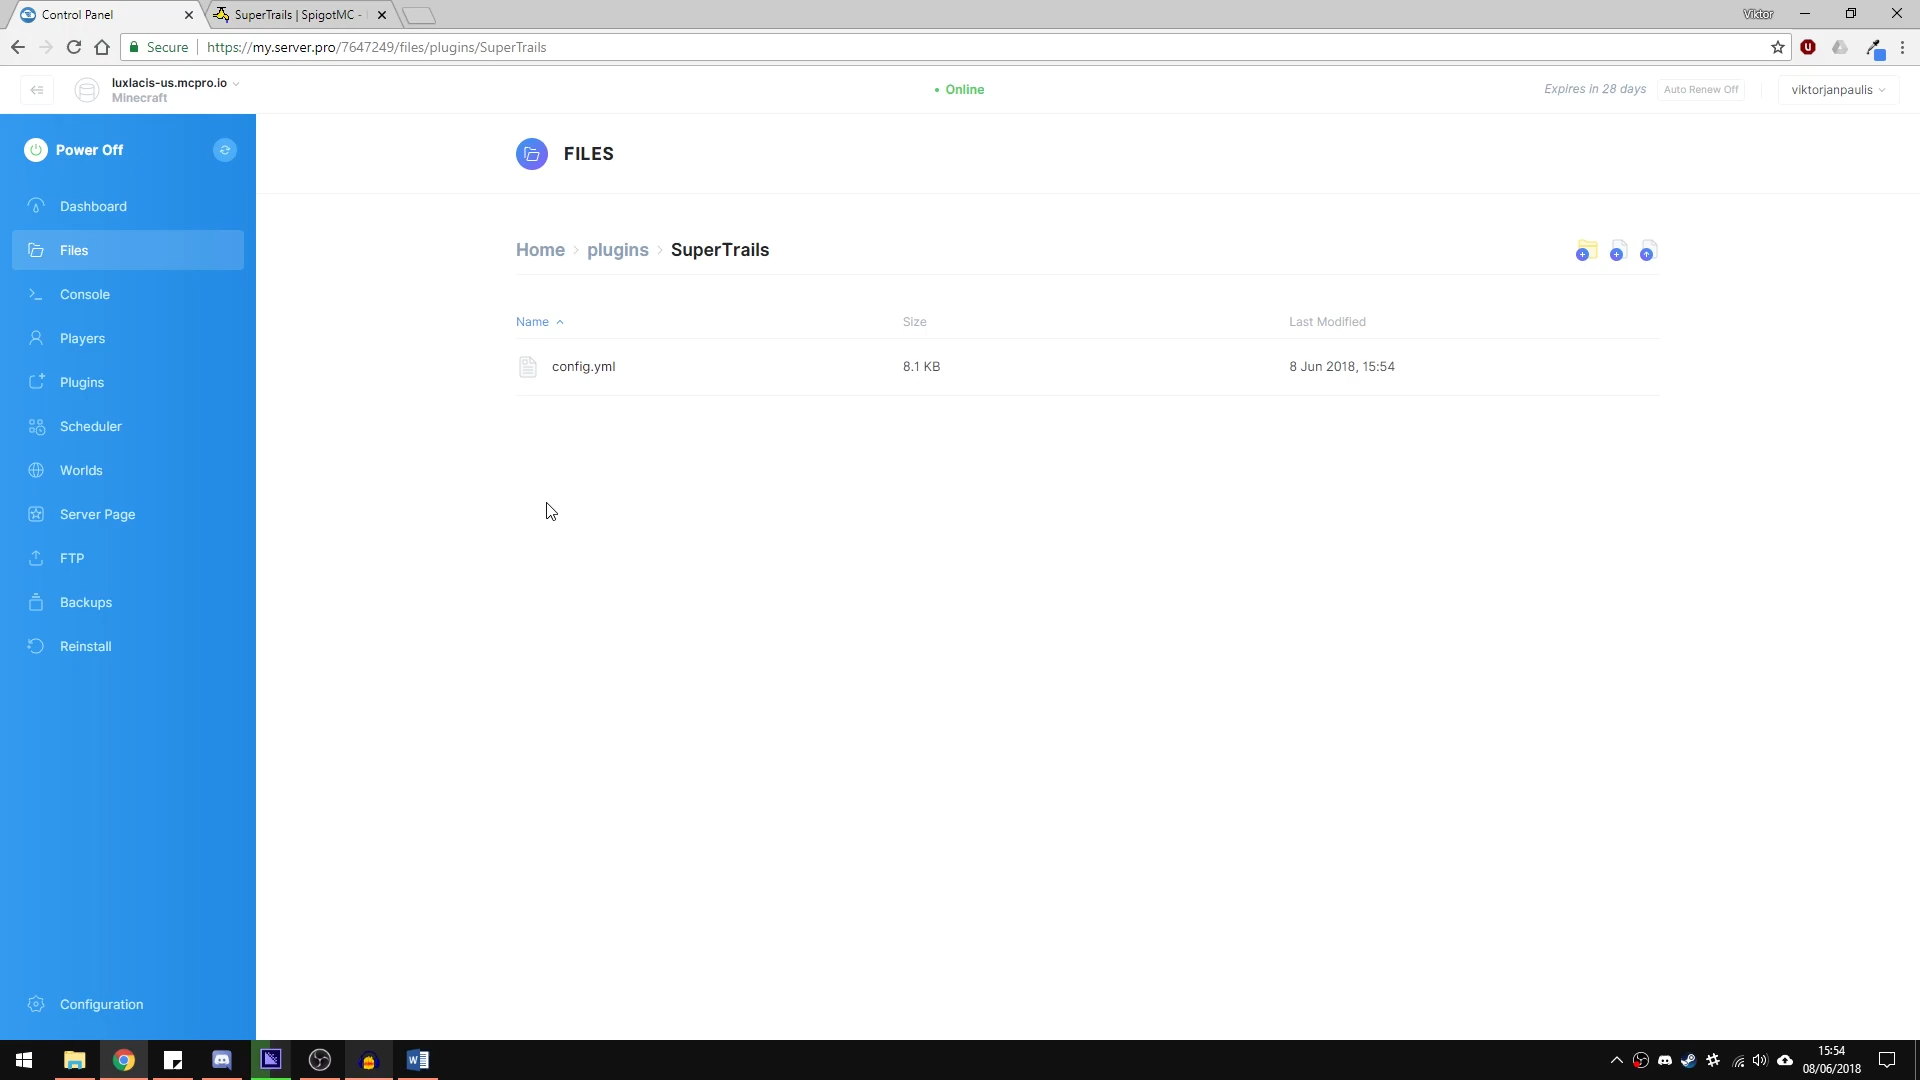 Control Panel
SuperTrails | SpigotMC -
Viktor
Secure
https://my.server.pro/7647249/files/plugins/SuperTrails
luxlacis-us.mcpro.io
Minecraft
Online
Expires in 28 days
Auto Renew Off
viktorjanpaulis
Power Off
Dashboard
Files
Console
Players
Plugins
Scheduler
Worlds
Server Page
FTP
Backups
Reinstall
Configuration
FILES
Home > plugins > SuperTrails
Name Size Last Modified
config.yml 8.1 KB 8 Jun 2018, 15:54
15:54
08/06/2018